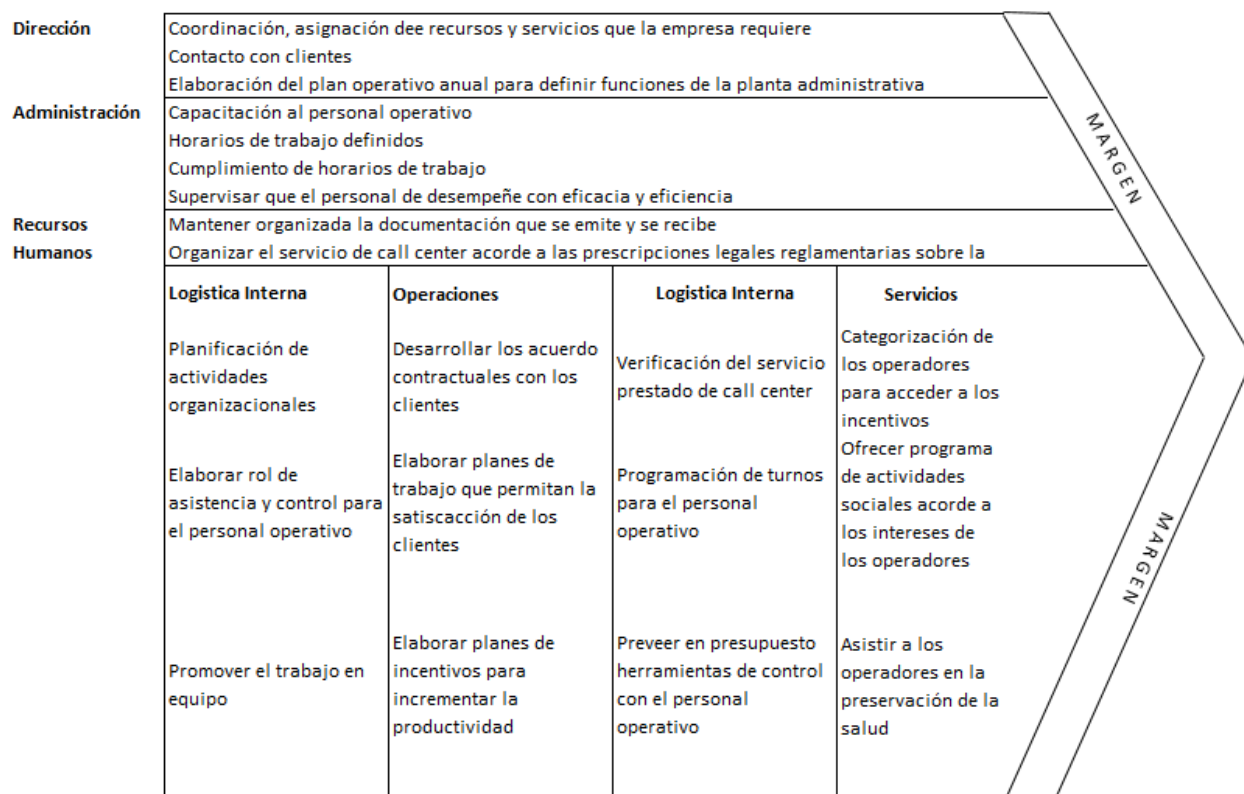 Dirección
Coordinación, asignación dee recursos y servicios que la empresa requiere
Contacto con clientes
Elaboración del plan operativo anual para definir funciones de la planta administrativa
Administración
Capacitación al personal operativo
Horarios de trabajo definidos
Cumplimiento de horarios de trabajo
Supervisar que el personal de desempeñe con eficacia y eficiencia
Recursos
Humanos
Mantener organizada la documentación que se emite y se recibe
Organizar el servicio de call center acorde a las prescripciones legales reglamentarias sobre la
MARGEN
Logistica Interna
Planificación de
actividades
organizacionales
Elaborar rol de
asistencia y control para
el personal operativo
Promover el trabajo en
equipo
Operaciones
Desarrollar los acuerdo
contractuales con los
clientes
Elaborar planes de
trabajo que permitan la
satiscacción de los
clientes
Elaborar planes de
incentivos para
incrementar la
productividad
Logistica Interna
Verificación del servicio
prestado de call center
Programación de turnos
para el personal
operativo
Preveer en presupuesto
herramientas de control
con el personal
operativo
Servicios
Categorización de
los operadores
para acceder a los
incentivos
Ofrecer programa
de actividades
sociales acorde a
los intereses de
los operadores
Asistir a los
operadores en la
preservación de la
salud
MARGEN